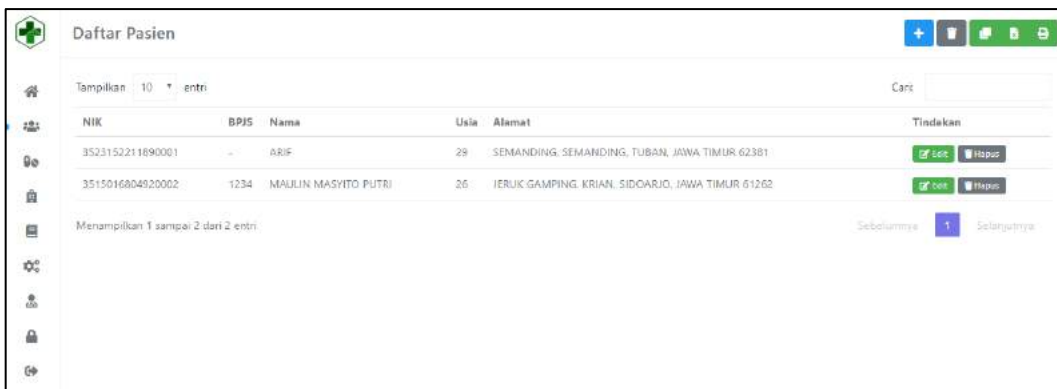 Daftar Pasien
Tampilkan 10 entri
Cari:
NIK BPJS Nama Usia Alamat Tindakan
3523152211890001 - ARIF 29 SEMANDING, SEMANDING, TUBAN, JAWA TIMUR 62381 Edit Hapus
3515016804920002 1234 MAULIN MASYITO PUTRI 26 JERUK GAMPING, KRIAN, SIDOARJO, JAWA TIMUR 61262 Edit Hapus
Menampilkan 1 sampai 2 dari 2 entri
Sebelumnya 1 Selanjutnya